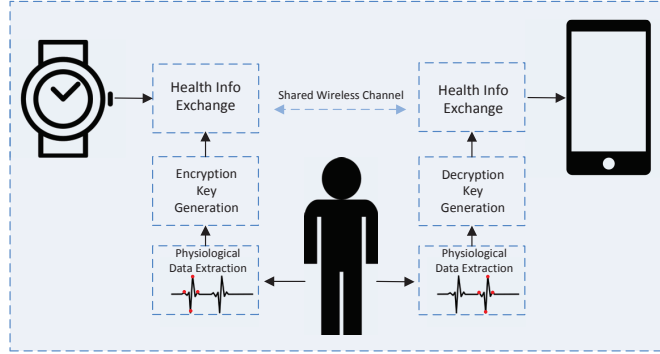 Health Info
Exchange
Shared Wireless Channel
Health Info
Exchange
Encryption
Key
Generation
Decryption
Key
Generation
Physiological
Data Extraction
Physiological
Data Extraction